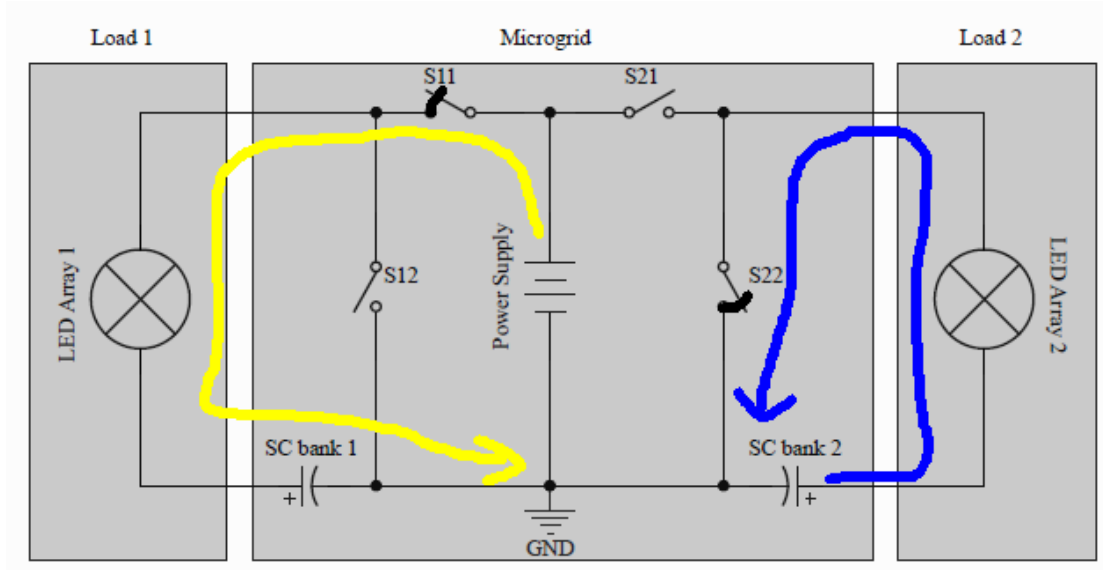 Load 1
Microgrid
Load 2
S11
S21
LED Array 1
S12
Power Supply
S22
LED Array 2
SC bank 1
SC bank 2
+
+
GND